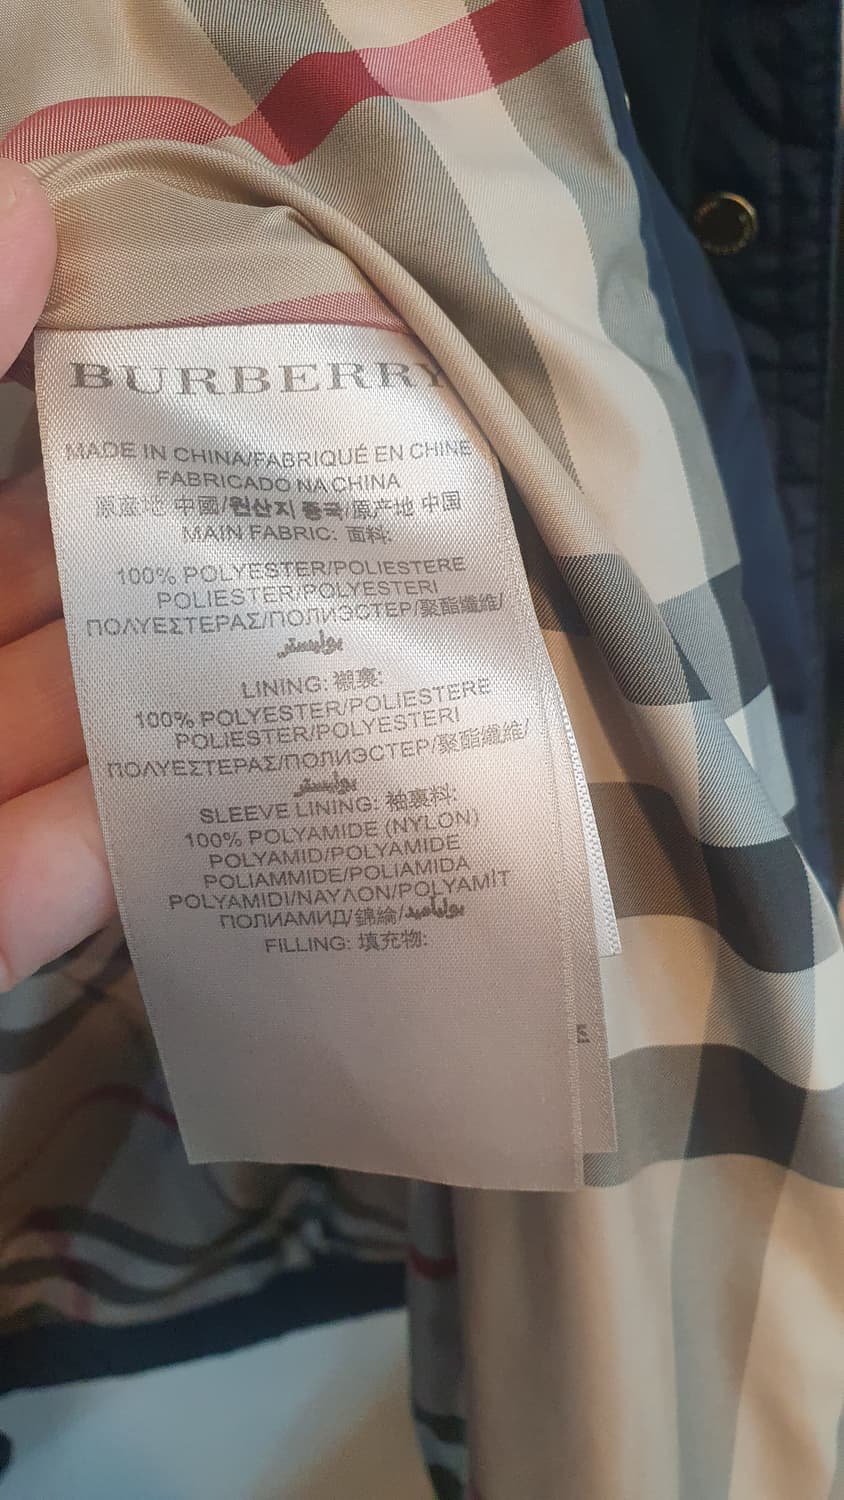 BURBERRY
MADE IN CHINA/FABRIQUÉ EN CHINE
FABRICADO NA CHINA
原産地 中國/원산지 중국/原产地 中国
MAIN FABRIC: 面料:
100% POLYESTER/POLIESTERE
POLIESTER/POLYESTERI
ΠΟΛΥΕΣΤΕΡΑΣ/ПОЛИЭСТЕР/聚酯纖維/
بوليستر
LINING: 襯裏:
100% POLYESTER/POLIESTERE
POLIESTER/POLYESTERI
ΠΟΛΥΕΣΤΕΡΑΣ/ПОЛИЭСТЕР/聚酯纖維/
بوليستر
SLEEVE LINING: 袖裏料:
100% POLYAMIDE (NYLON)
POLYAMID/POLYAMIDE
POLIAMMIDE/POLIAMIDA
POLYAMIDI/ΝΑΥΛΟΝ/POLYAMİT
ПОЛИАМИД/錦綸/بولياميد
FILLING: 填充物: